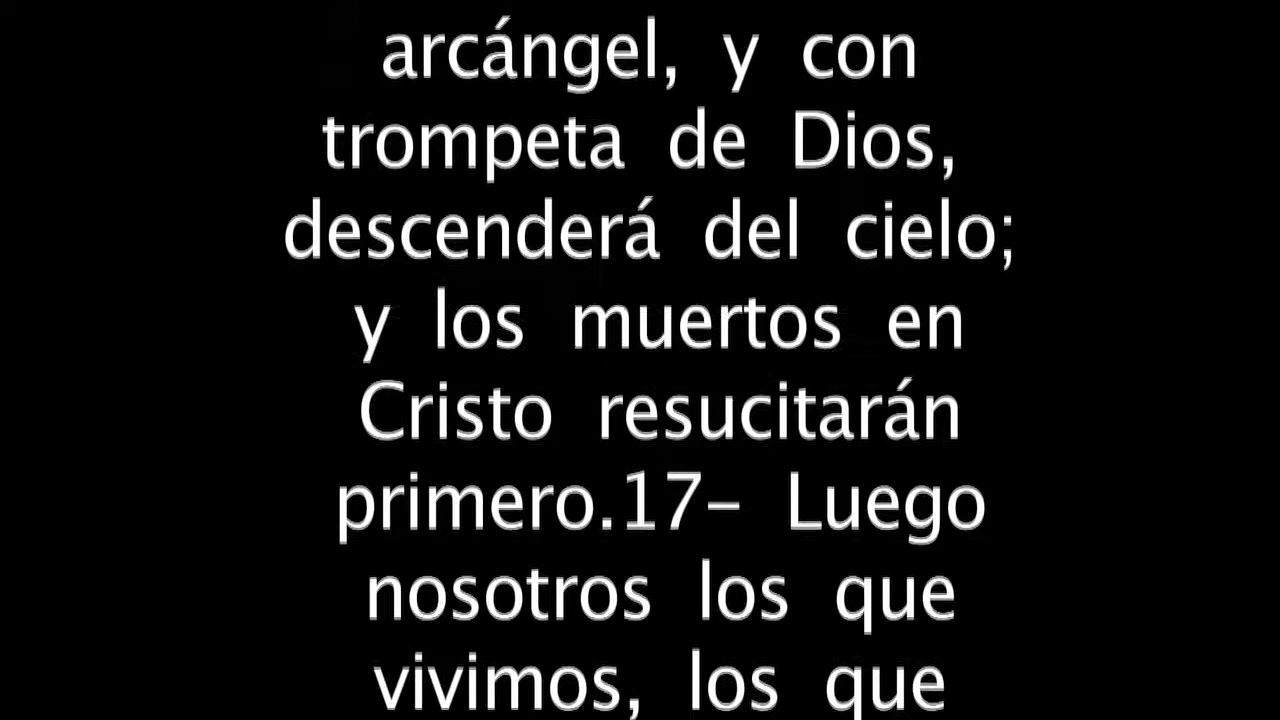 arcángel, y con
trompeta de Dios,
descenderá del cielo;
y los muertos en
Cristo resucitarán
primero.17– Luego
nosotros los que
vivimos, los que